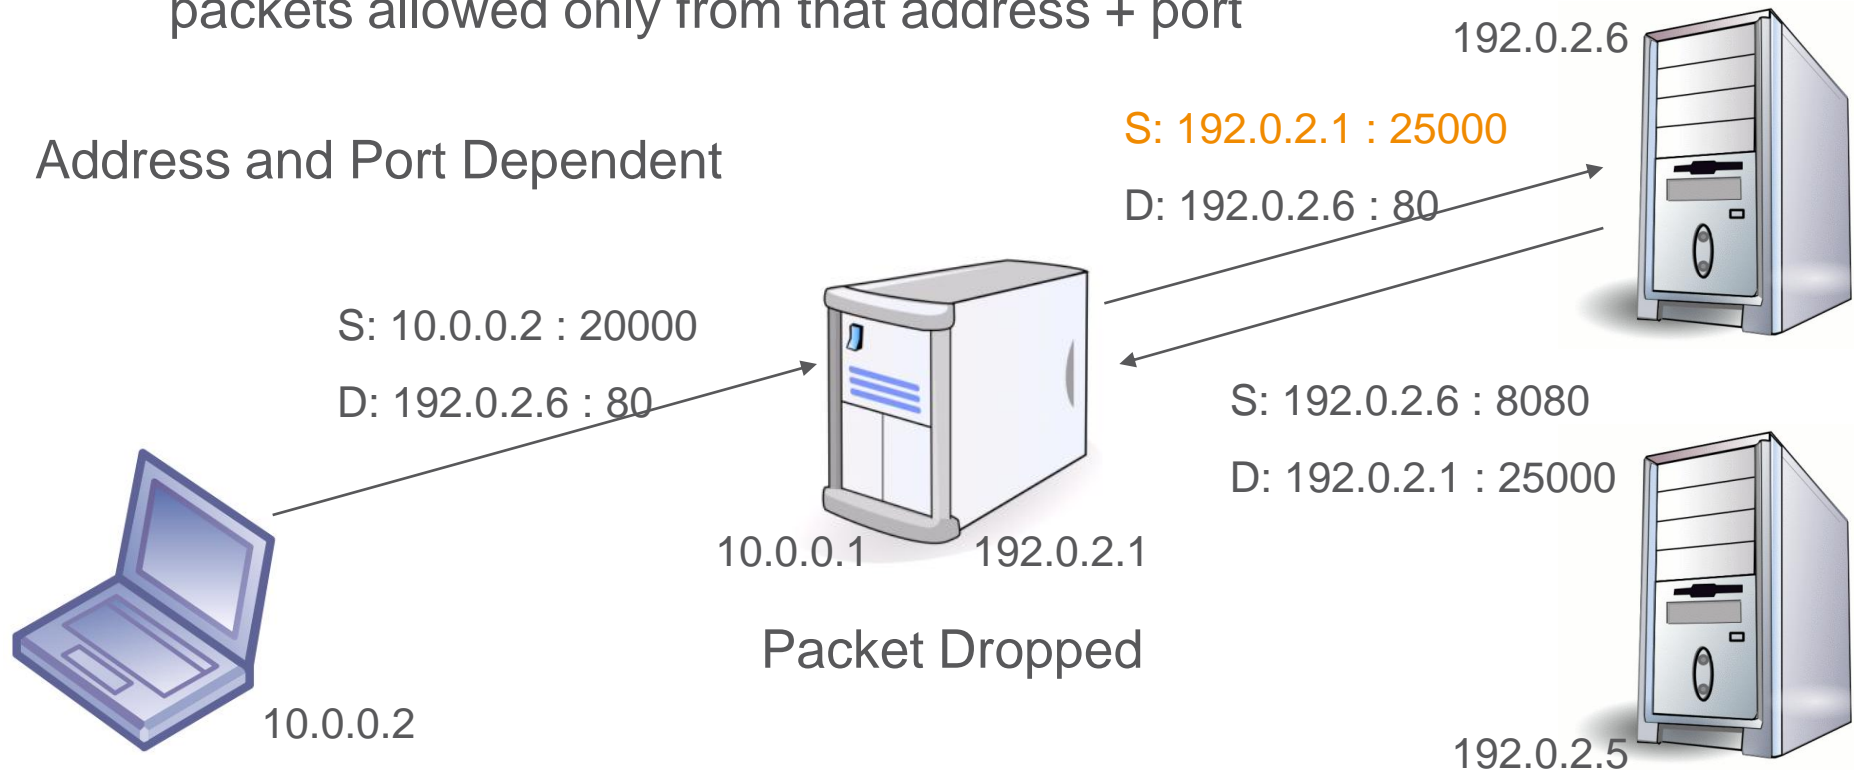 packets allowed only from that address + port
192.0.2.6
S: 192.0.2.1 : 25000
Address and Port Dependent
D: 192.0.2.6 : 80
S: 10.0.0.2 : 20000
D: 192.0.2.6 : 80
S: 192.0.2.6 : 8080
D: 192.0.2.1 : 25000
10.0.0.1
192.0.2.1
Packet Dropped
10.0.0.2
192.0.2.5